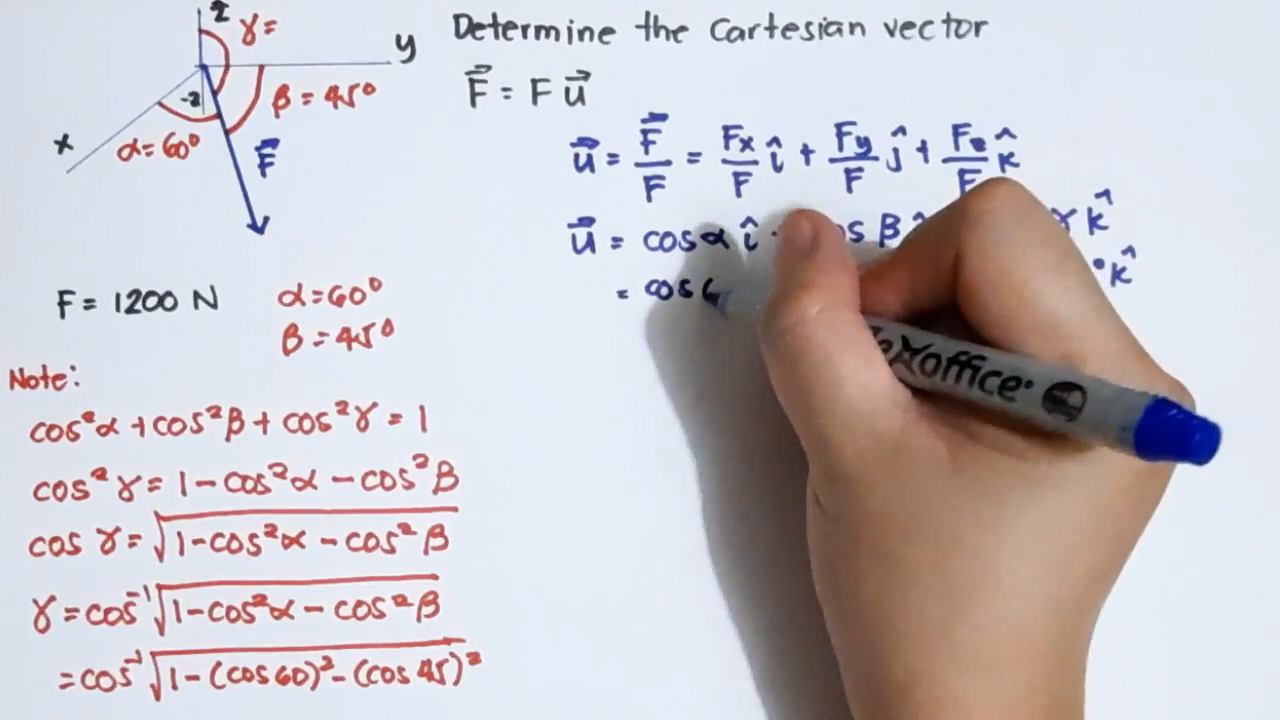 z
γ =
y
Determine the Cartesian vector
F⃗ = F u⃗
-z
β = 45°
x
α = 60°
F⃗
u⃗ = F⃗/F = Fx/F î + Fy/F ĵ + Fz/F k̂
u⃗ = cos α î β k̂
= cos ° k̂
F = 1200 N
α = 60°
β = 45°
Note:
cos²α + cos²β + cos²γ = 1
cos²γ = 1 - cos²α - cos²β
cos γ = √(1 - cos²α - cos²β)
γ = cos⁻¹ √(1 - cos²α - cos²β)
= cos⁻¹ √(1 - (cos 60)² - (cos 45)²
office